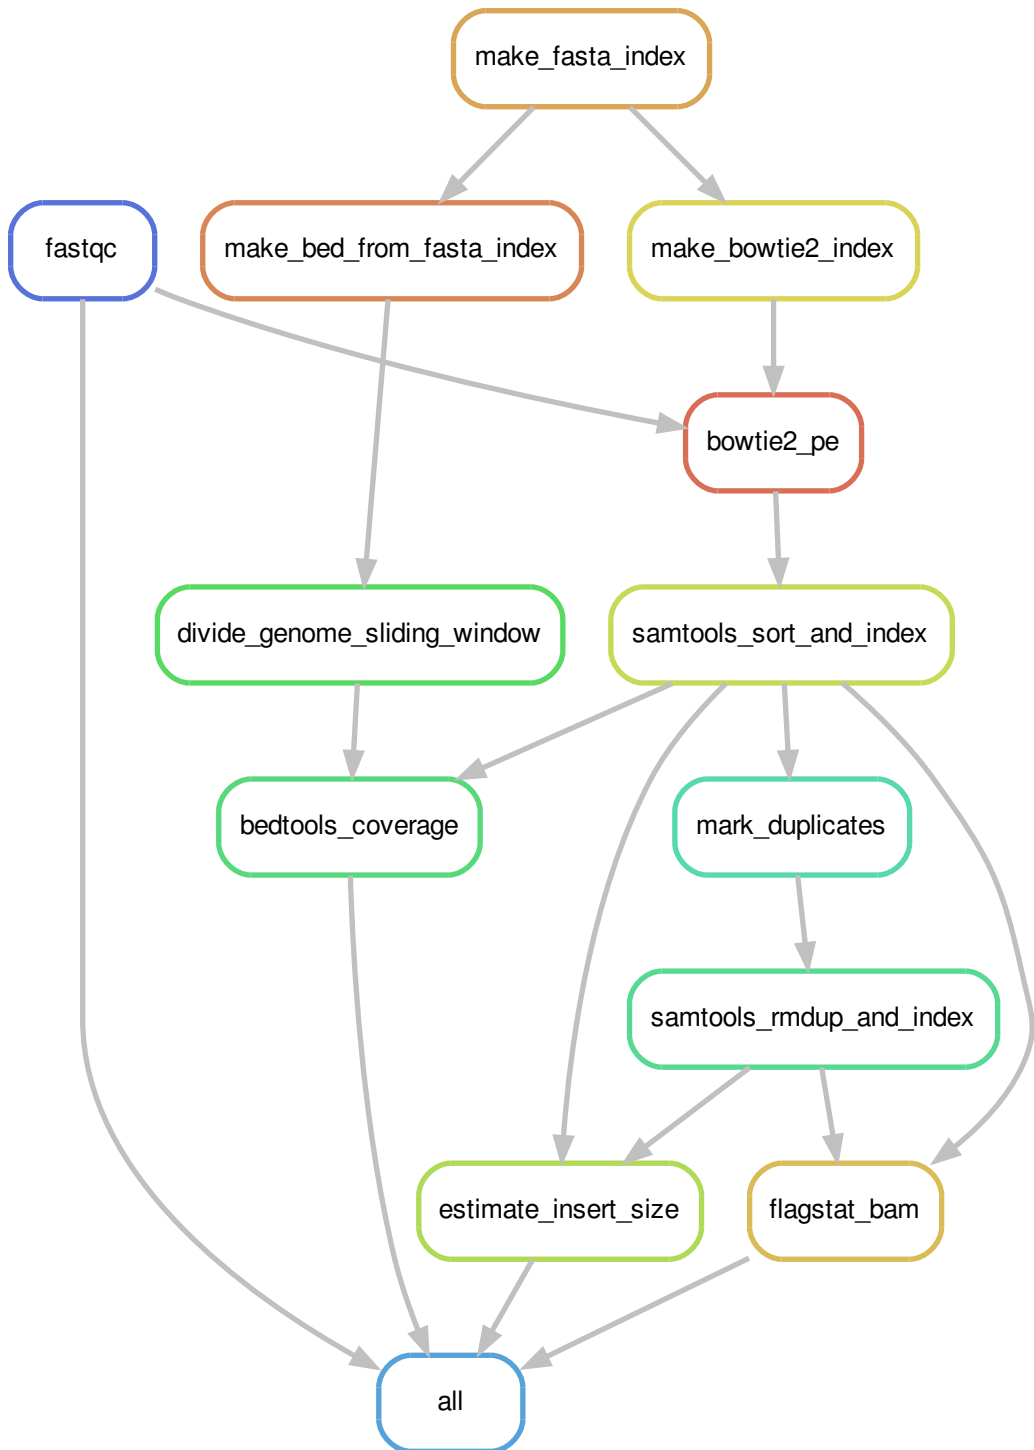 make_fasta_index
fastqc
make_bed_from_fasta_index
make_bowtie2_index
bowtie2_pe
divide_genome_sliding_window
samtools_sort_and_index
bedtools_coverage
mark_duplicates
samtools_rmdup_and_index
estimate_insert_size
flagstat_bam
all